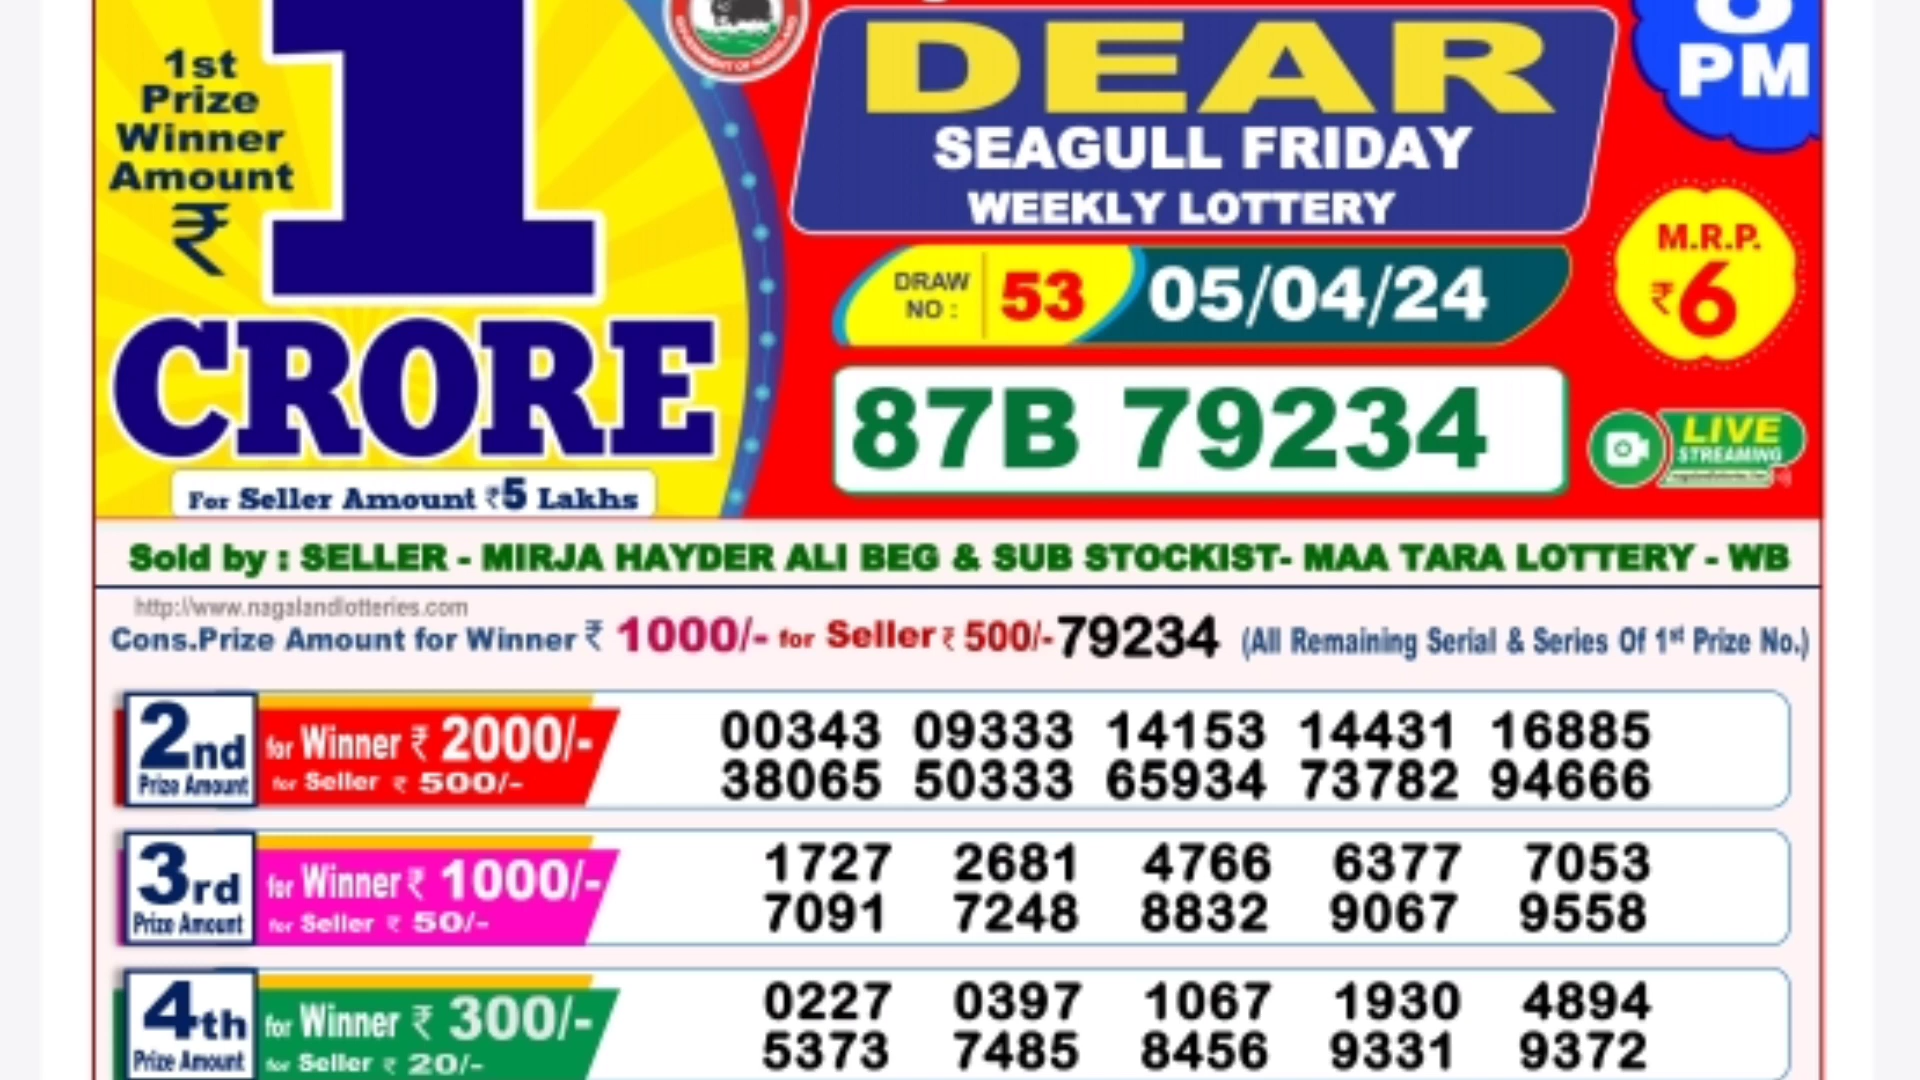 1st
Prize
Winner
Amount
₹
1
CRORE
For Seller Amount ₹5 Lakhs
GOVERNMENT OF NAGALAND
DEAR
SEAGULL FRIDAY
WEEKLY LOTTERY
8
PM
DRAW
NO :
53
05/04/24
M.R.P.
₹6
87B 79234
LIVE
STREAMING
Sold by : SELLER - MIRJA HAYDER ALI BEG & SUB STOCKIST- MAA TARA LOTTERY - WB
http://www.nagalandlotteries.com
Cons.Prize Amount for Winner ₹ 1000/- for Seller ₹ 500/- 79234 (All Remaining Serial & Series Of 1st Prize No.)
2nd
Prize Amount
for Winner ₹ 2000/-
for Seller ₹ 500/-
00343 09333 14153 14431 16885
38065 50333 65934 73782 94666
3rd
Prize Amount
for Winner ₹ 1000/-
for Seller ₹ 50/-
1727 2681 4766 6377 7053
7091 7248 8832 9067 9558
4th
Prize Amount
for Winner ₹ 300/-
for Seller ₹ 20/-
0227 0397 1067 1930 4894
5373 7485 8456 9331 9372